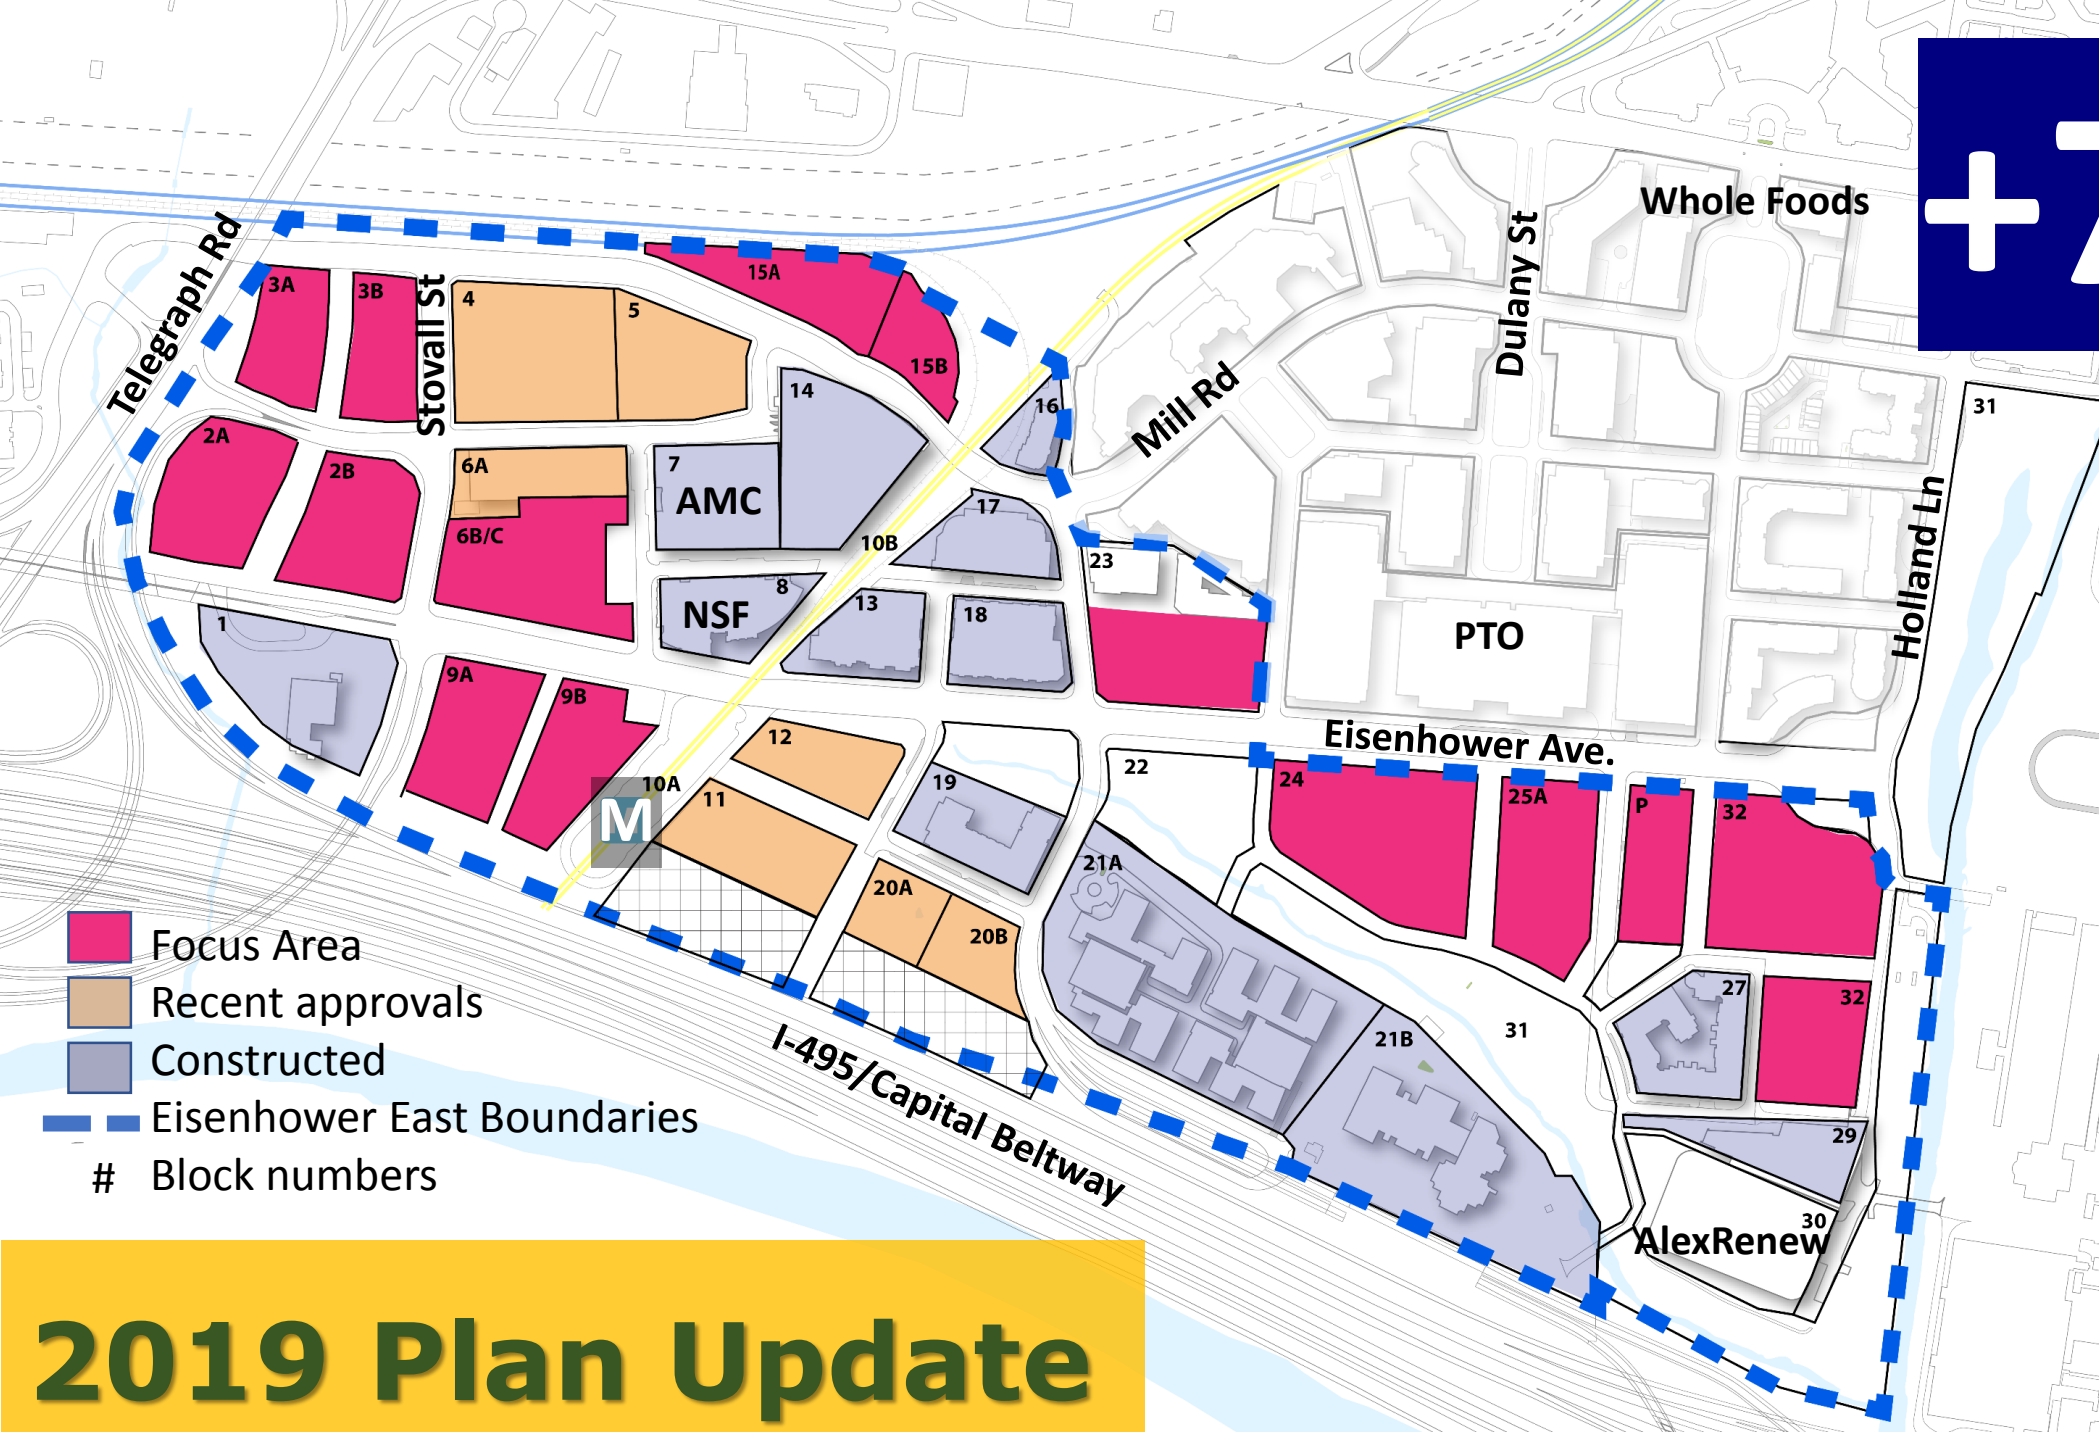 Whole Foods
+7
Telegraph Rd
Stovall St
Dulany St
Mill Rd
Holland Ln
3A
3B
4
5
15A
15B
14
16
31
2A
2B
6A
7
AMC
17
6B/C
10B
23
8
NSF
13
18
PTO
1
9A
9B
12
Eisenhower Ave.
10A
M
11
19
22
24
25A
P
32
21A
20A
20B
27
32
31
21B
29
30
AlexRenew
I-495/Capital Beltway
Focus Area
Recent approvals
Constructed
Eisenhower East Boundaries
# Block numbers
2019 Plan Update